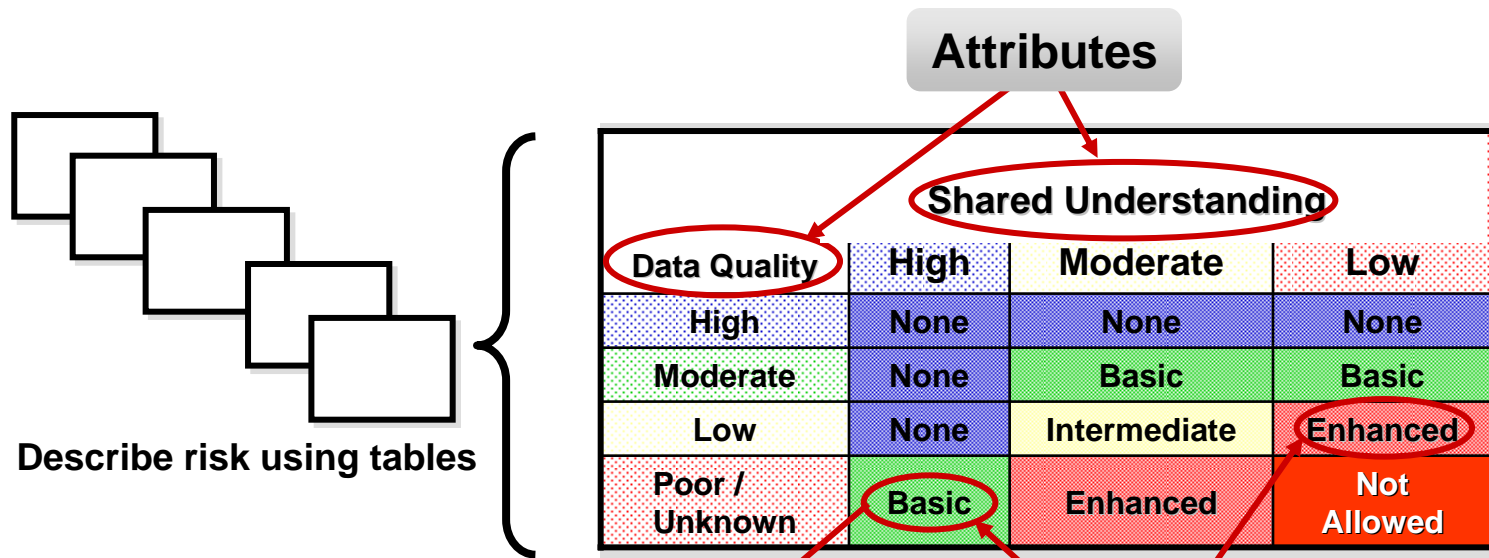 Attributes
Shared Understanding
Data Quality High Moderate Low
High None None None
Moderate None Basic Basic
Low None Intermediate Enhanced
Poor /
Unknown Basic Enhanced Not
Allowed
Describe risk using tables